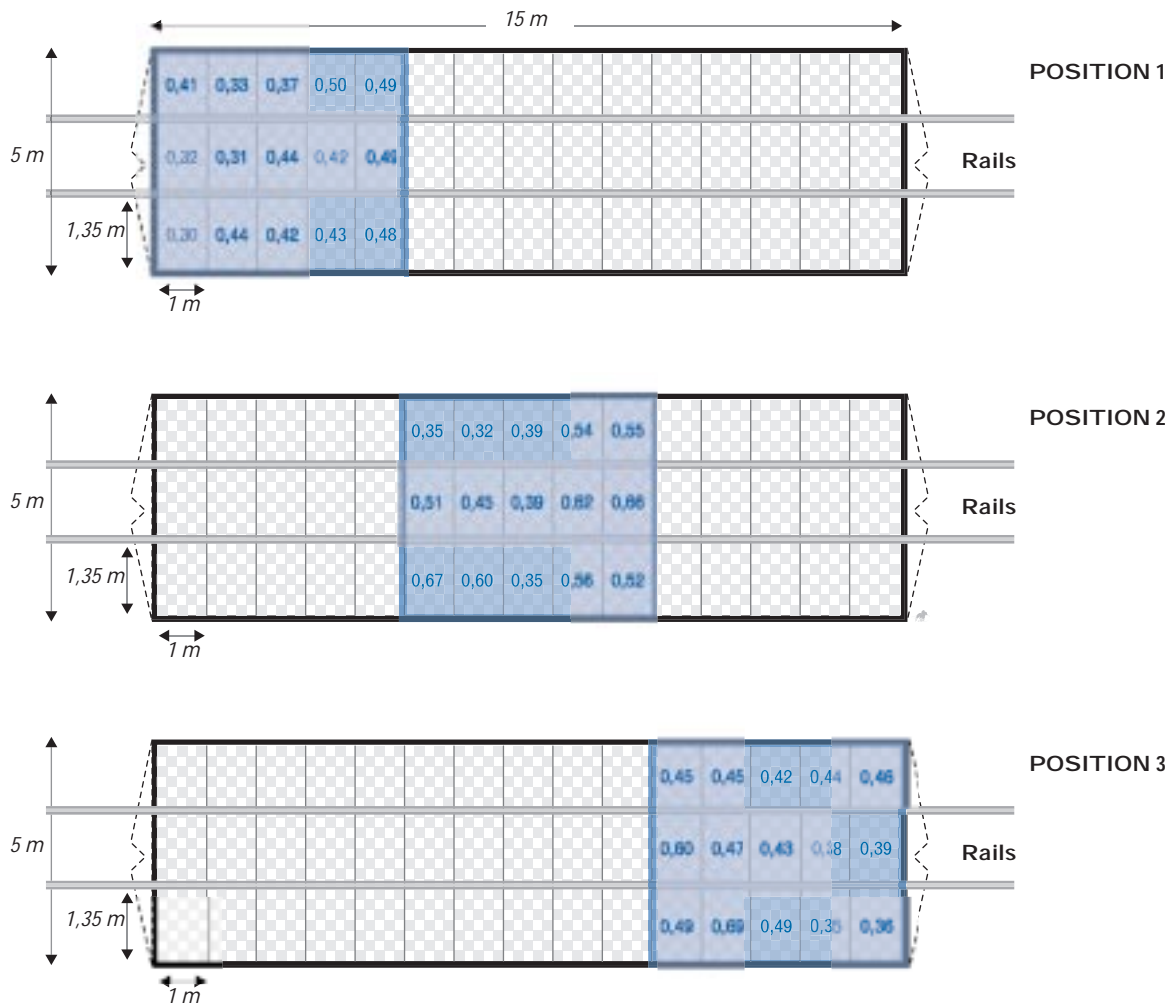 15 m
POSITION 1
0,41 0,33 0,37 0,50 0,49
5 m
0,32 0,31 0,44 0,42 0,49
Rails
1,35 m
0,30 0,44 0,42 0,43 0,48
1 m
POSITION 2
0,35 0,32 0,39 0,54 0,55
5 m
0,51 0,45 0,39 0,62 0,66
Rails
1,35 m
0,67 0,60 0,35 0,56 0,52
1 m
POSITION 3
0,45 0,45 0,42 0,44 0,46
5 m
0,60 0,47 0,43 0,39
Rails
1,35 m
0,49 0,69 0,49 0,36
1 m